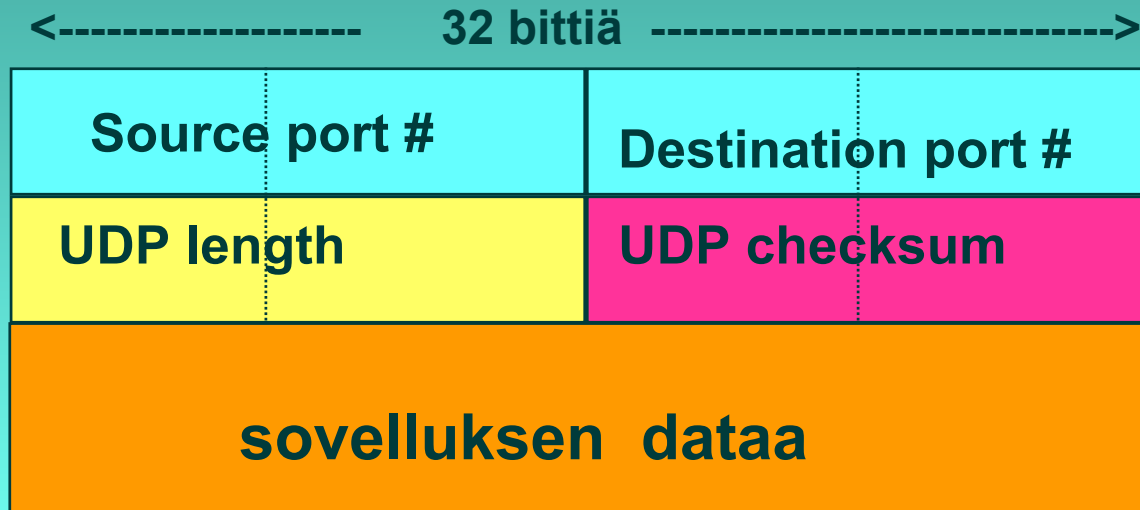 <------------------- 32 bittiä ----------------------------->
Source port #
Destination port #
UDP length
UDP checksum
sovelluksen dataa